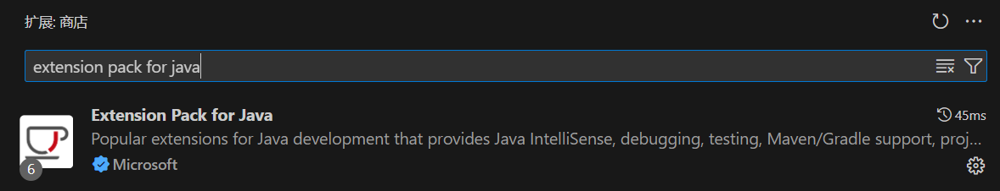 扩展: 商店
extension pack for java
Extension Pack for Java
45ms
Popular extensions for Java development that provides Java IntelliSense, debugging, testing, Maven/Gradle support, proj...
6
Microsoft